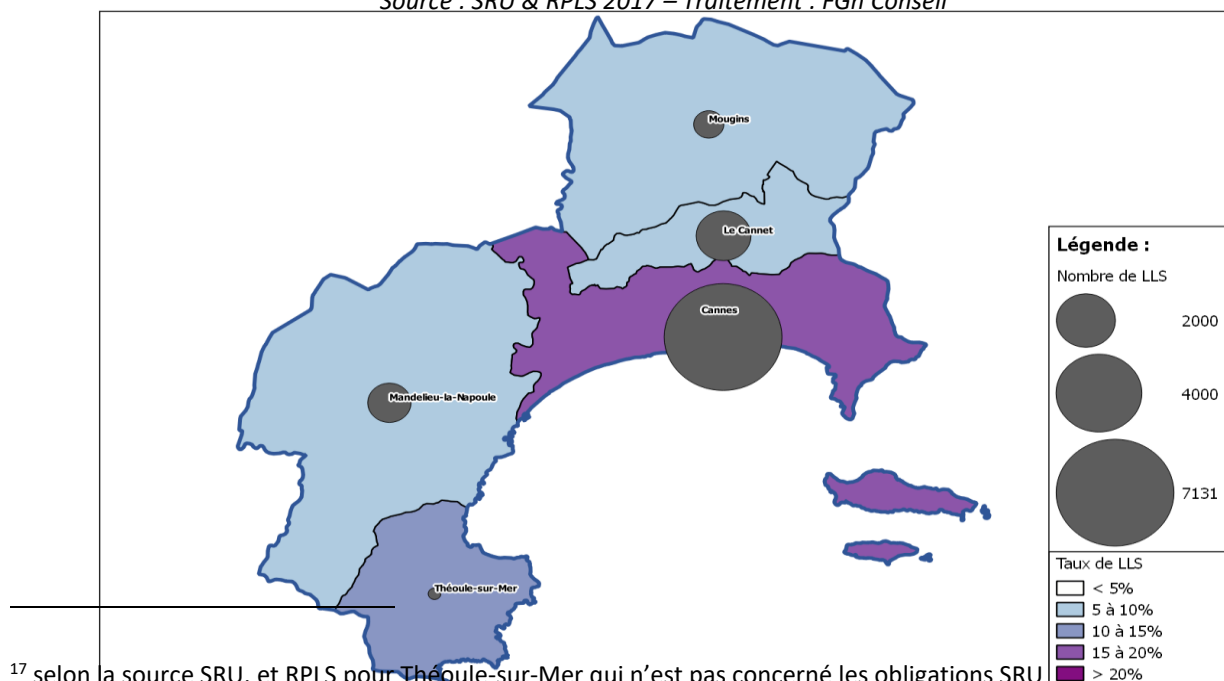 Source : SRU & RPLS 2017 – Traitement : FGh Conseil
Mougins
Le Cannet
Cannes
Mandelieu-la-Napoule
Théoule-sur-Mer
Légende :
Nombre de LLS
2000
4000
7131
Taux de LLS
< 5%
5 à 10%
10 à 15%
15 à 20%
> 20%
17 selon la source SRU, et RPLS pour Théoule-sur-Mer qui n'est pas concerné les obligations SRU